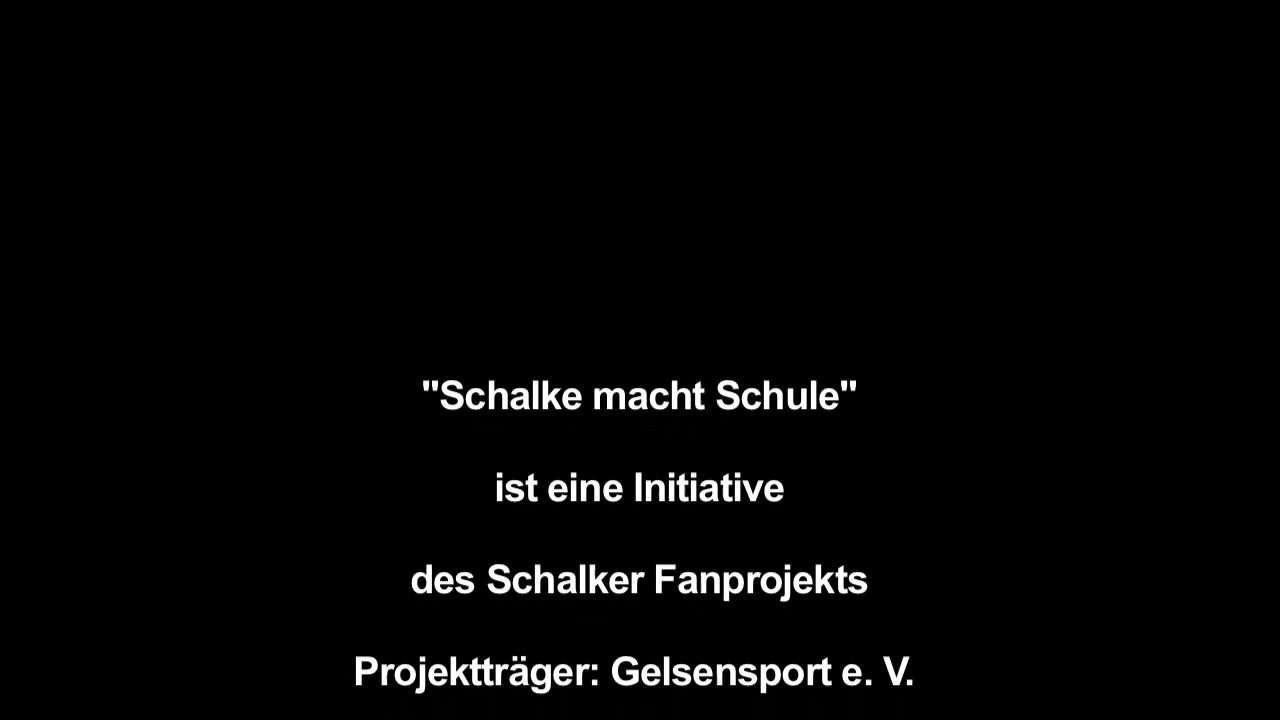 "Schalke macht Schule"
ist eine Initiative
des Schalker Fanprojekts
Projektträger: Gelsensport e. V.